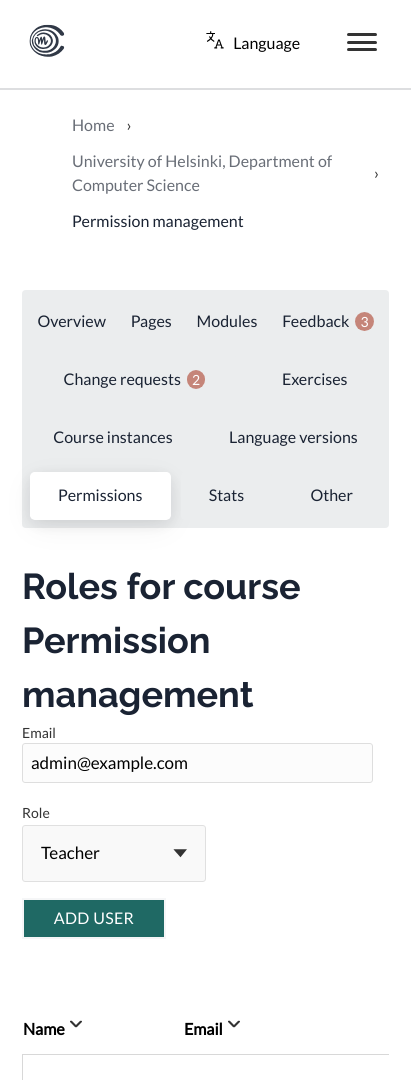 Language
Home ›
University of Helsinki, Department of
Computer Science ›
Permission management
Overview Pages Modules Feedback 3
Change requests 2 Exercises
Course instances Language versions
Permissions Stats Other
Roles for course
Permission
management
Email
admin@example.com
Role
Teacher
ADD USER
Name Email